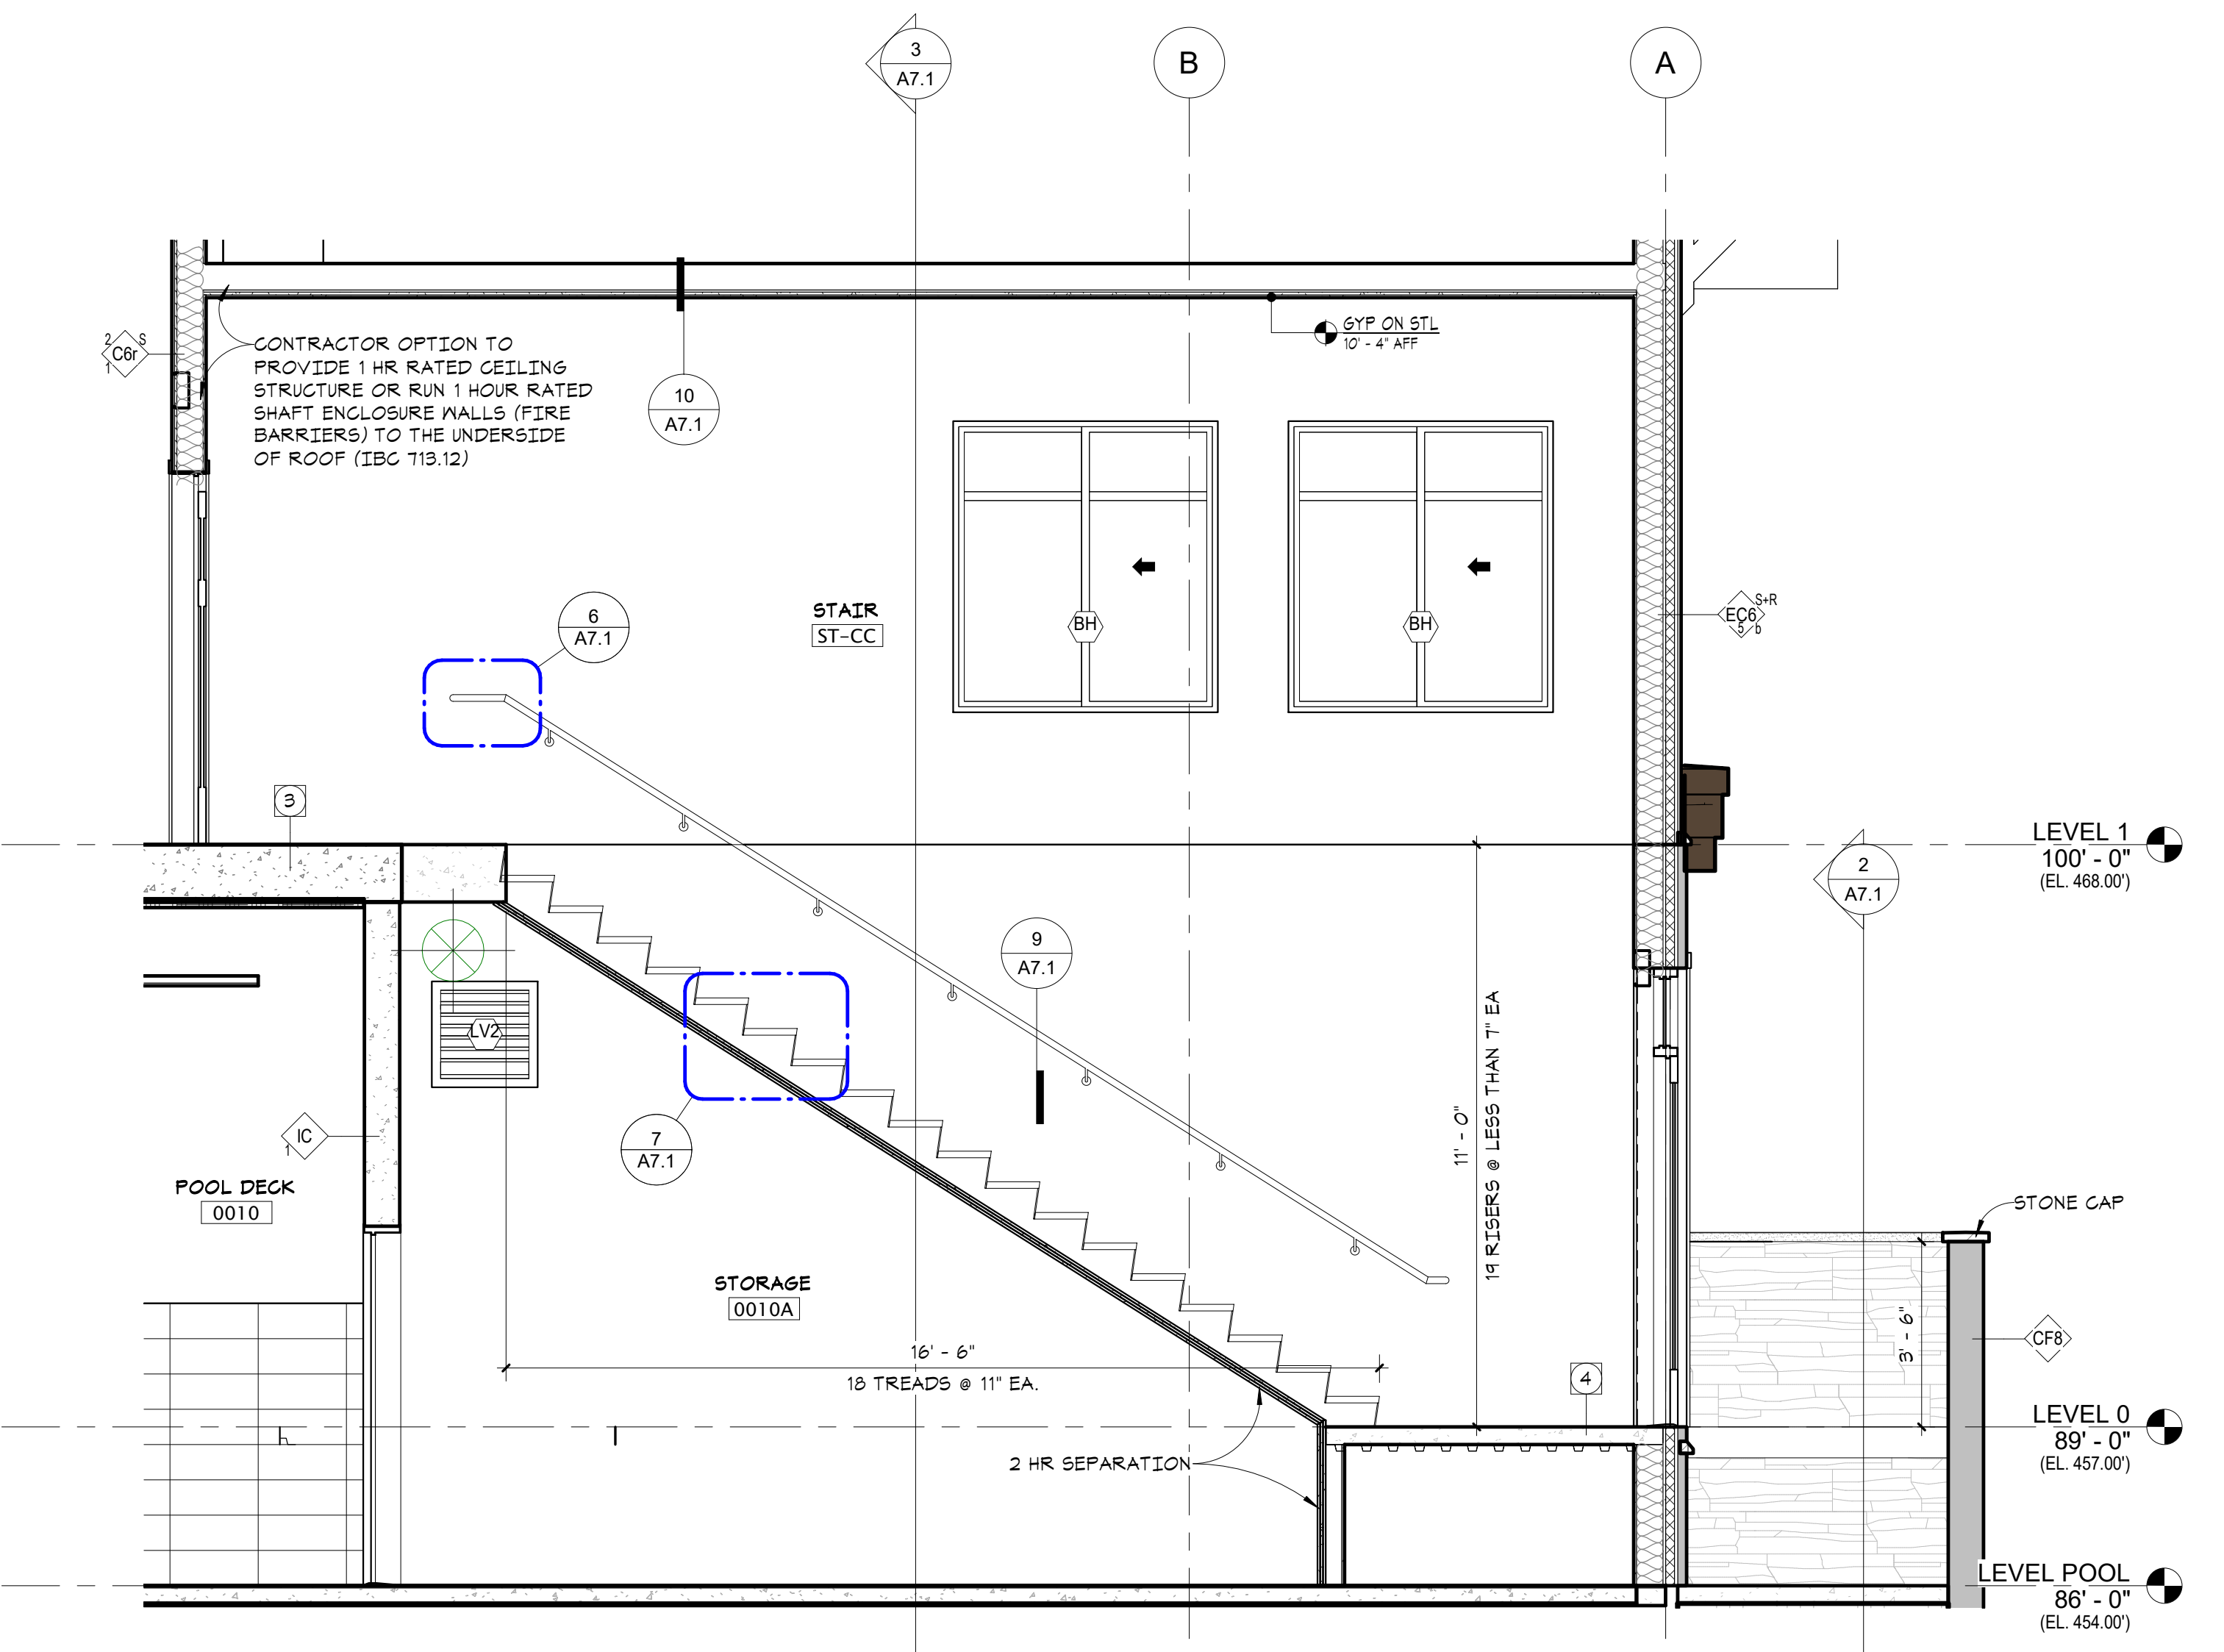 3
A7.1
B
A
GYP ON STL
10' - 4" AFF
2
S
C6r
1
CONTRACTOR OPTION TO
PROVIDE 1 HR RATED CEILING
STRUCTURE OR RUN 1 HOUR RATED
SHAFT ENCLOSURE WALLS (FIRE
BARRIERS) TO THE UNDERSIDE
OF ROOF (IBC 713.12)
10
A7.1
6
A7.1
STAIR
ST-CC
BH
BH
S+R
EC6
5
b
3
LEVEL 1
100' - 0"
(EL. 468.00')
2
A7.1
9
A7.1
LV2
11' - 0"
19 RISERS @ LESS THAN 7" EA
IC
1
7
A7.1
POOL DECK
0010
STONE CAP
STORAGE
0010A
3' - 6"
CF8
16' - 6"
18 TREADS @ 11" EA.
4
LEVEL 0
89' - 0"
(EL. 457.00')
2 HR SEPARATION
LEVEL POOL
86' - 0"
(EL. 454.00')